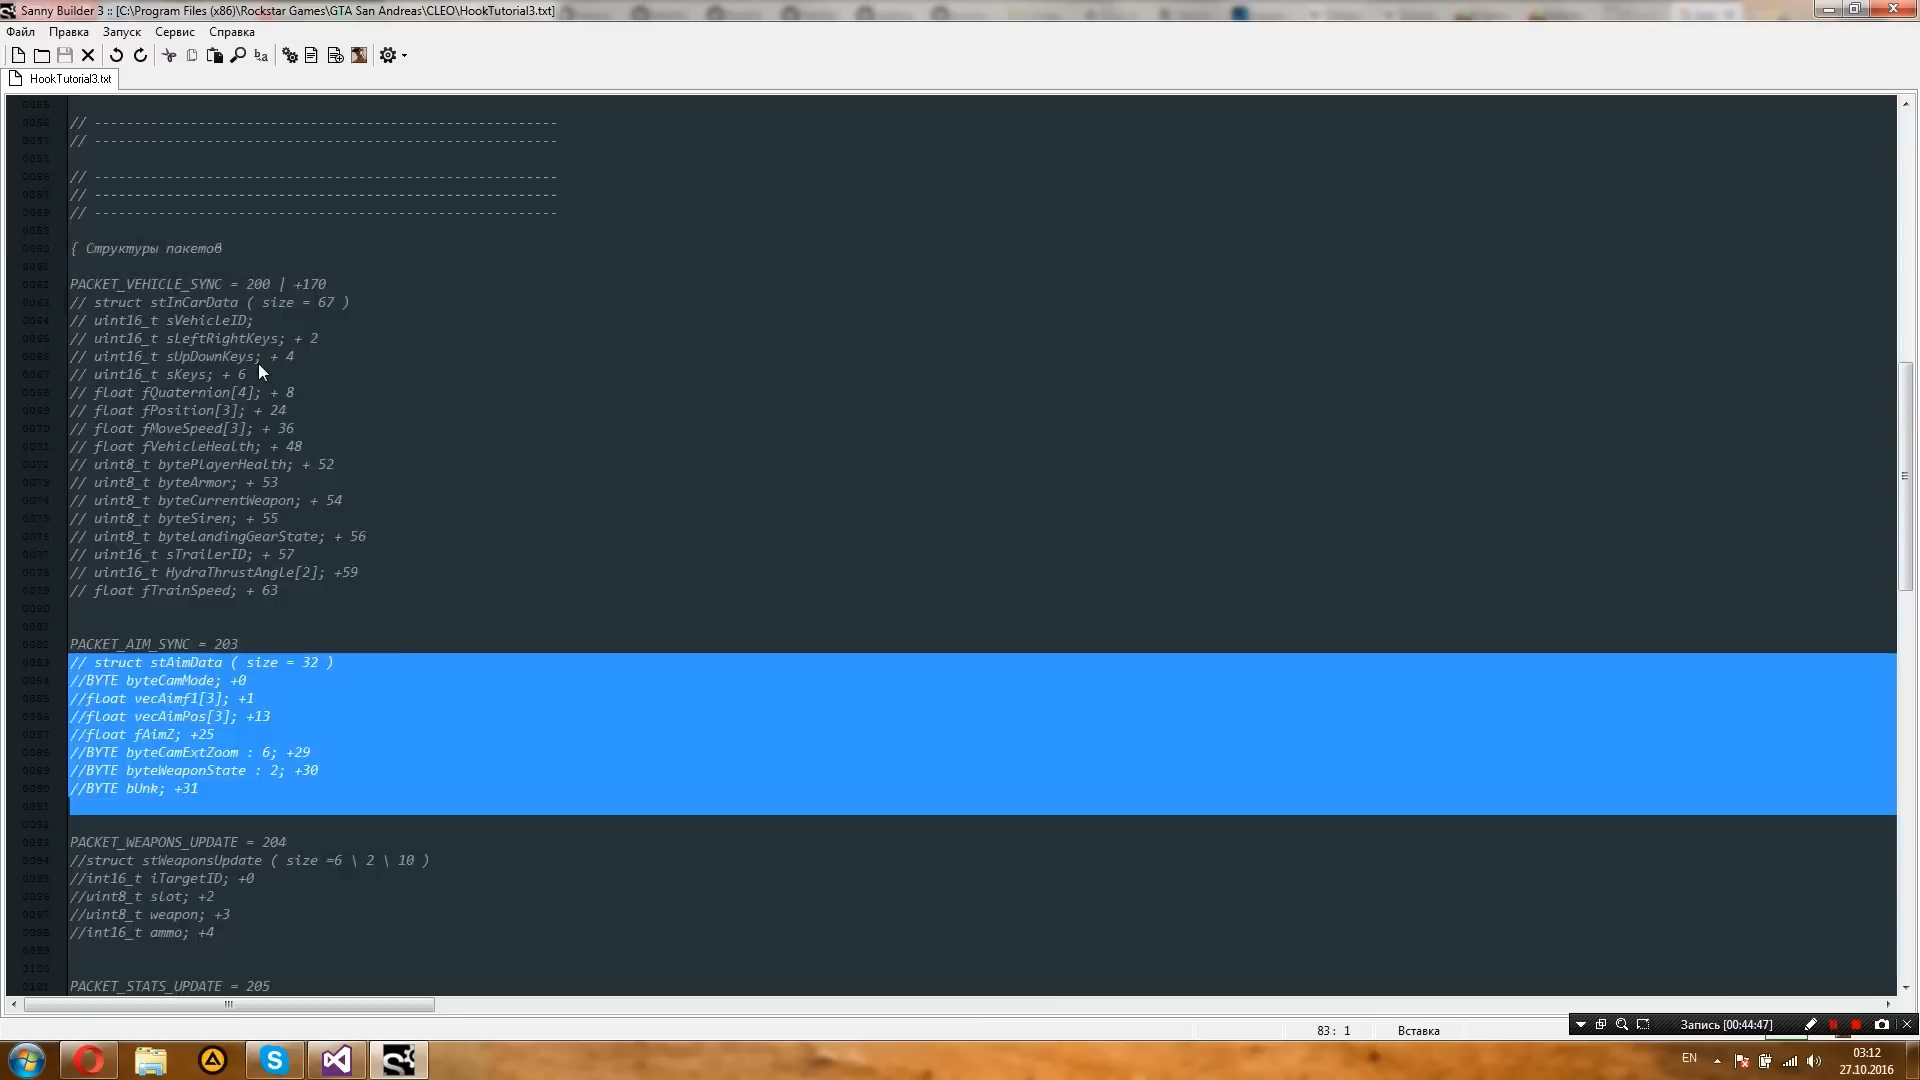 Sanny Builder 3 :: [C:\Program Files (x86)\Rockstar Games\GTA San Andreas\CLEO\HookTutorial3.txt]
Файл Правка Запуск Сервис Справка
HookTutorial3.txt
// ----------------------------------------------------------
// ----------------------------------------------------------
// ----------------------------------------------------------
// ----------------------------------------------------------
// ----------------------------------------------------------
{ Структуры пакетов
PACKET_VEHICLE_SYNC = 200 | +170
// struct stInCarData ( size = 67 )
// uint16_t sVehicleID;
// uint16_t sLeftRightKeys; + 2
// uint16_t sUpDownKeys; + 4
// uint16_t sKeys; + 6
// float fQuaternion[4]; + 8
// float fPosition[3]; + 24
// float fMoveSpeed[3]; + 36
// float fVehicleHealth; + 48
// uint8_t bytePlayerHealth; + 52
// uint8_t byteArmor; + 53
// uint8_t byteCurrentWeapon; + 54
// uint8_t byteSiren; + 55
// uint8_t byteLandingGearState; + 56
// uint16_t sTrailerID; + 57
// uint16_t HydraThrustAngle[2]; +59
// float fTrainSpeed; + 63
PACKET_AIM_SYNC = 203
// struct stAimData ( size = 32 )
//BYTE byteCamMode; +0
//float vecAimf1[3]; +1
//float vecAimPos[3]; +13
//float fAimZ; +25
//BYTE byteCamExtZoom : 6; +29
//BYTE byteWeaponState : 2; +30
//BYTE bUnk; +31
PACKET_WEAPONS_UPDATE = 204
//struct stWeaponsUpdate ( size =6 \ 2 \ 10 )
//int16_t iTargetID; +0
//uint8_t slot; +2
//uint8_t weapon; +3
//int16_t ammo; +4
PACKET_STATS_UPDATE = 205
83: 1 Вставка
Запись [00:44:47]
EN
03:12
27.10.2016